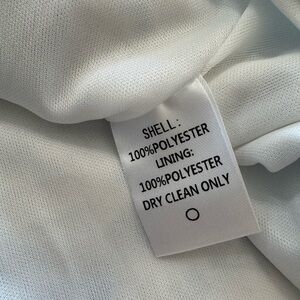 SHELL:
100%POLYESTER
LINING:
100%POLYESTER
DRY CLEAN ONLY